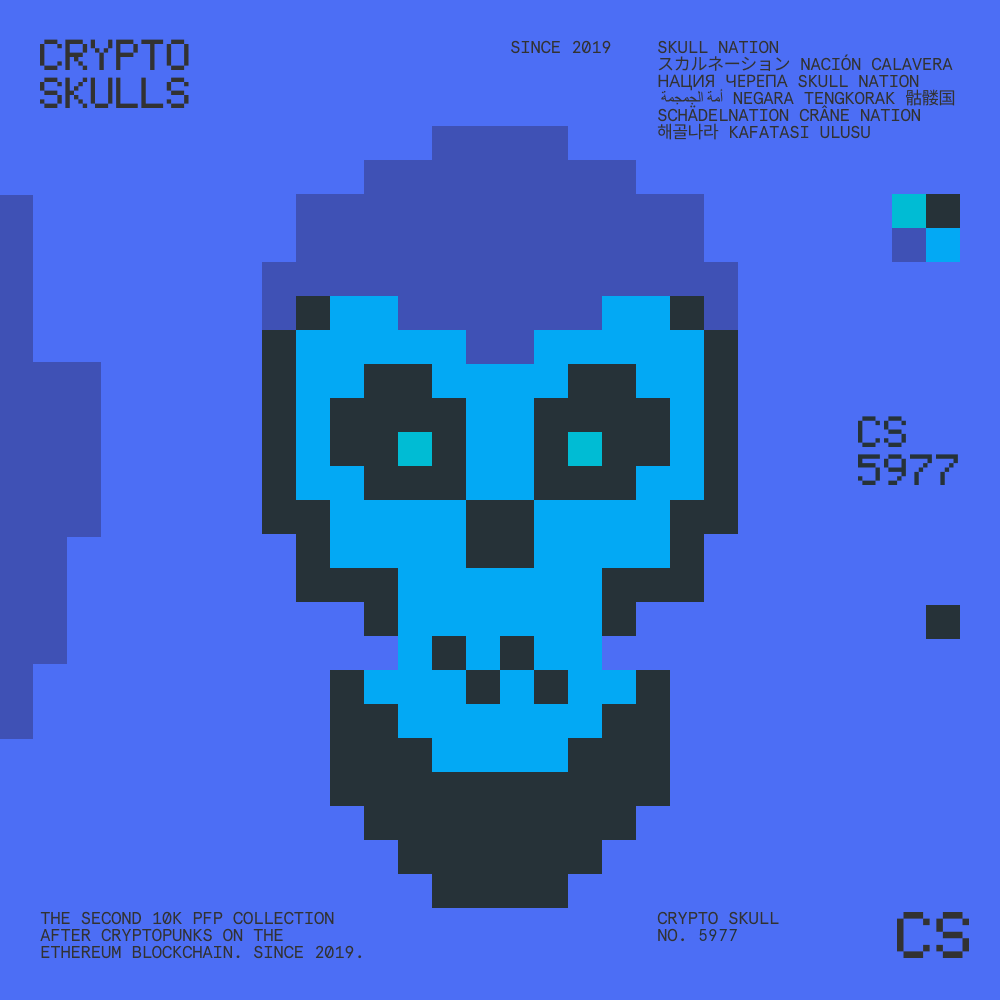 CRYPTO
SKULLS
SINCE 2019
SKULL NATION
スカルネーション NACIÓN CALAVERA
НАЦИЯ ЧЕРЕПА SKULL NATION
أمة الجمجمة NEGARA TENGKORAK 骷髅国
SCHÄDELNATION CRÂNE NATION
해골나라 KAFATASI ULUSU
CS
5977
THE SECOND 10K PFP COLLECTION
AFTER CRYPTOPUNKS ON THE
ETHEREUM BLOCKCHAIN. SINCE 2019.
CRYPTO SKULL
NO. 5977
CS